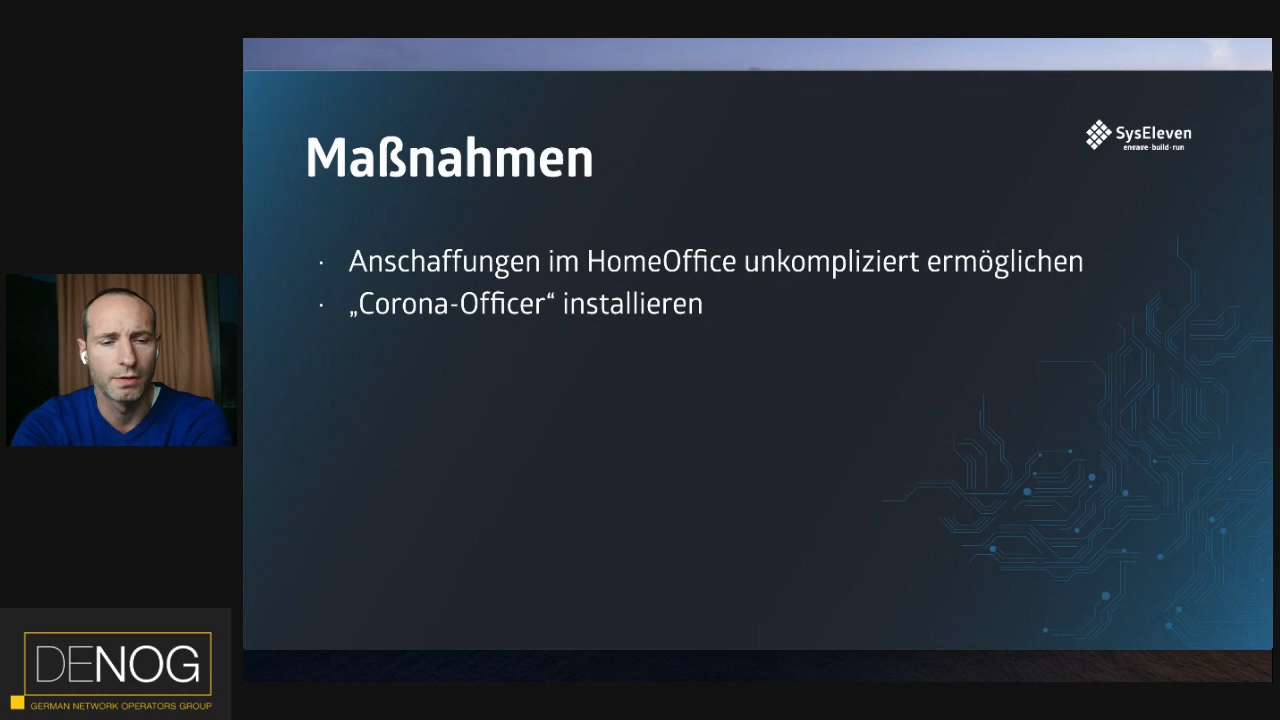 Maßnahmen
SysEleven
engage·build·run
· Anschaffungen im HomeOffice unkompliziert ermöglichen
· „Corona-Officer“ installieren
DENOG
GERMAN NETWORK OPERATORS GROUP